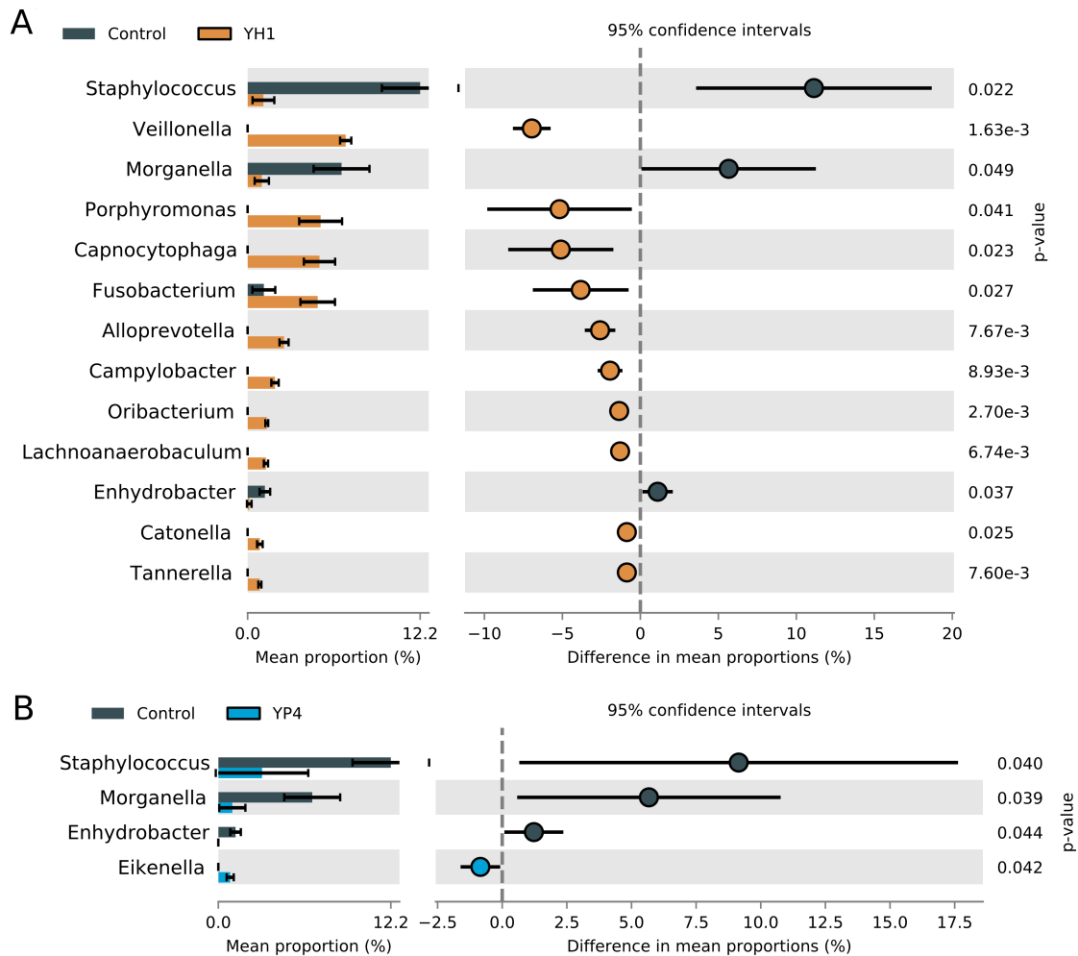 A
Control YH1
95% confidence intervals
Staphylococcus 0.022
Veillonella 1.63e-3
Morganella 0.049
Porphyromonas 0.041
Capnocytophaga 0.023
Fusobacterium 0.027
Alloprevotella 7.67e-3
Campylobacter 8.93e-3
Oribacterium 2.70e-3
Lachnoanaerobaculum 6.74e-3
Enhydrobacter 0.037
Catonella 0.025
Tannerella 7.60e-3
p-value
0.0 12.2 −10 −5 0 5 10 15 20
Mean proportion (%) Difference in mean proportions (%)
B
Control YP4
95% confidence intervals
Staphylococcus 0.040
Morganella 0.039
Enhydrobacter 0.044
Eikenella 0.042
p-value
0.0 12.2 −2.5 0.0 2.5 5.0 7.5 10.0 12.5 15.0 17.5
Mean proportion (%) Difference in mean proportions (%)